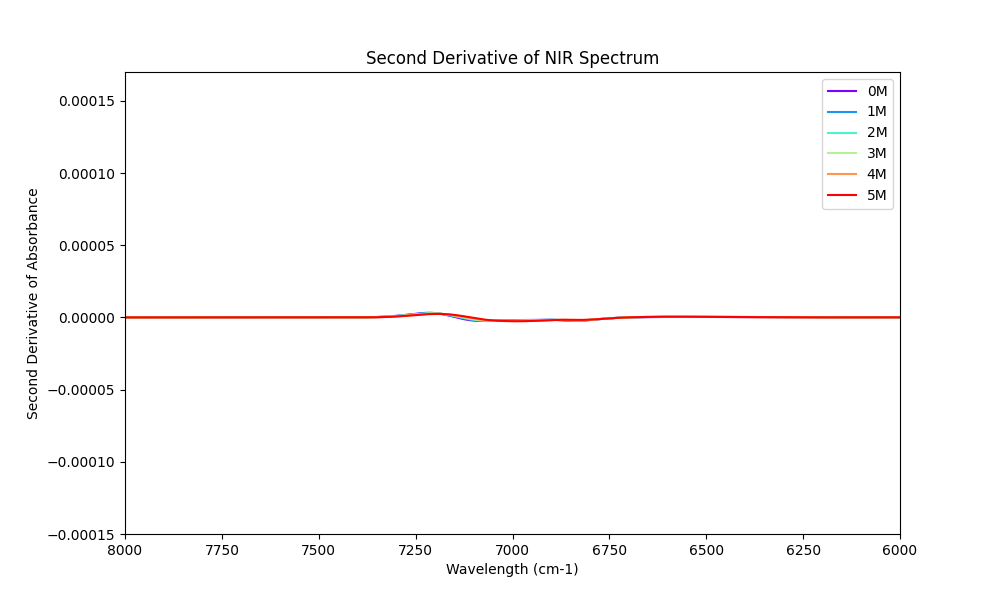 Second Derivative of NIR Spectrum
0.00015
0.00010
0.00005
0.00000
−0.00005
−0.00010
−0.00015
Second Derivative of Absorbance
0M
1M
2M
3M
4M
5M
8000 7750 7500 7250 7000 6750 6500 6250 6000
Wavelength (cm-1)